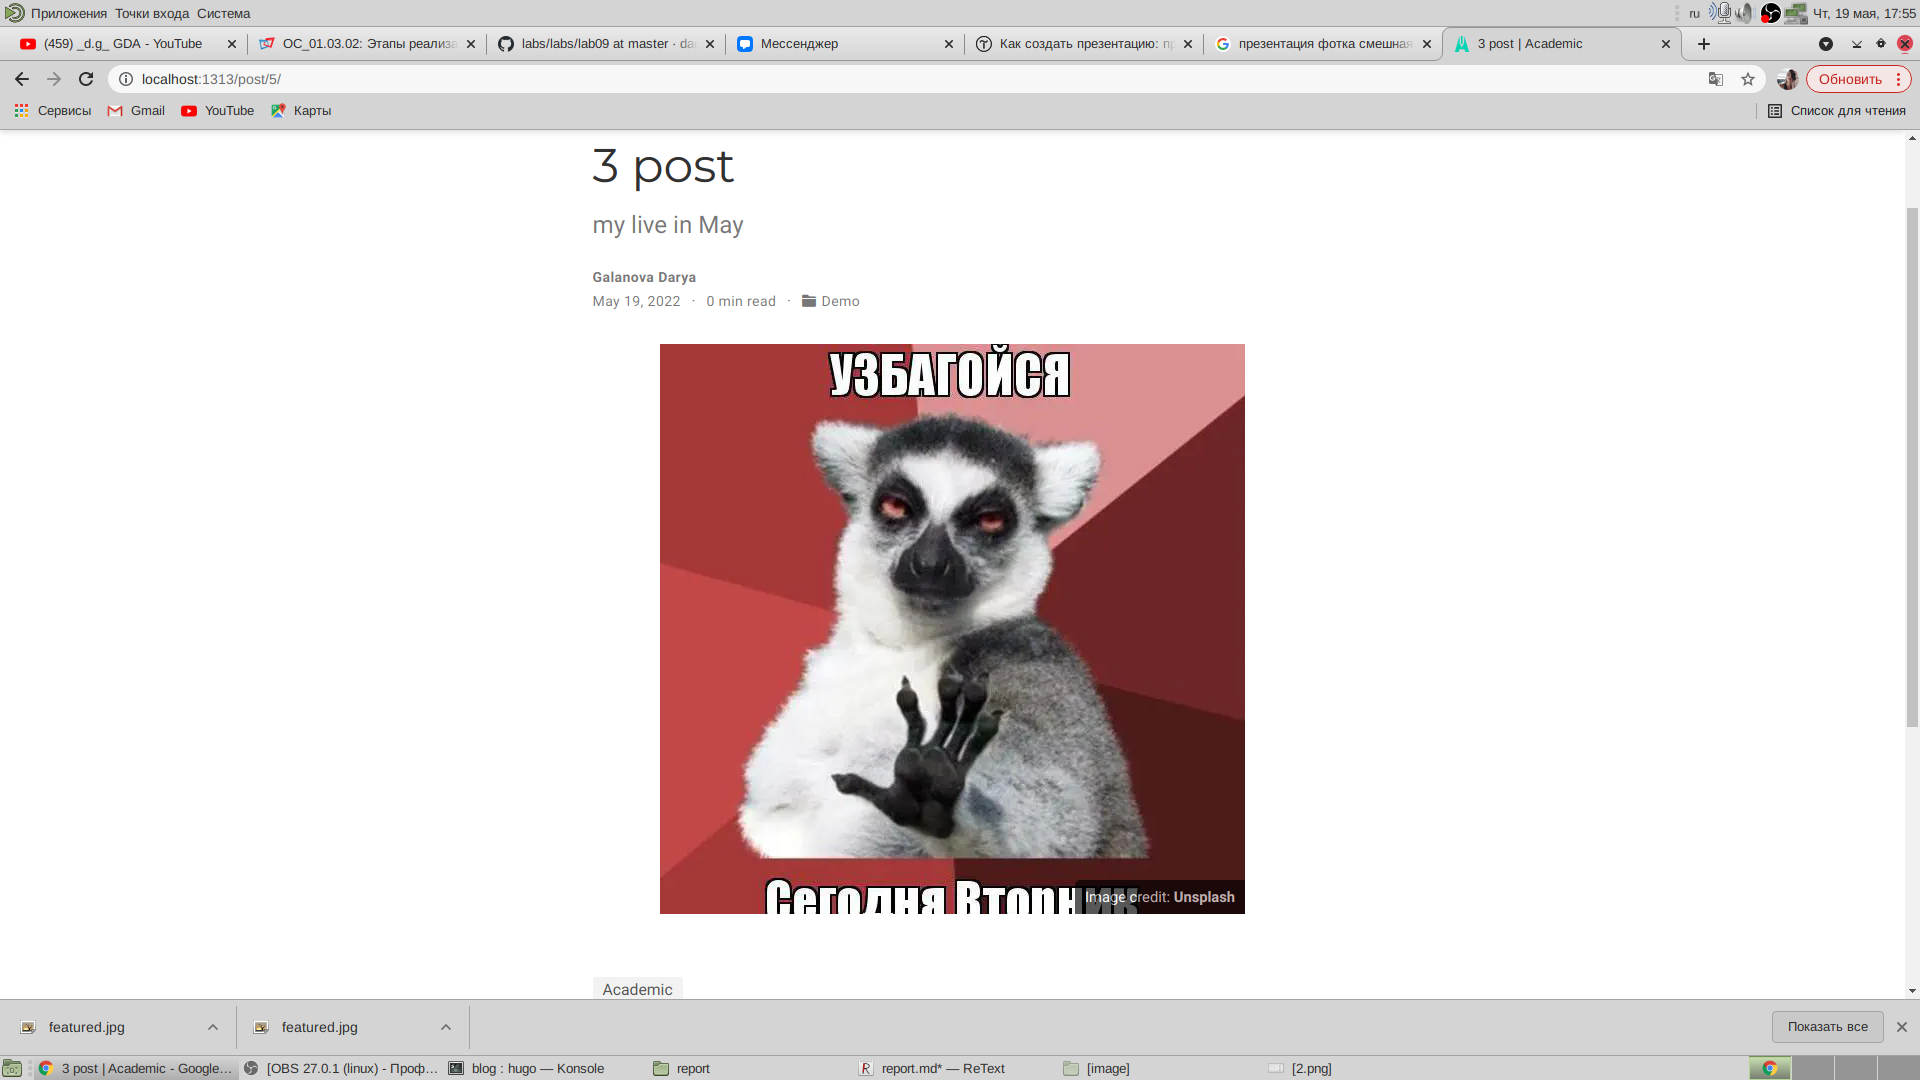 Приложения Точки входа Система
ru Чт, 19 мая, 17:55
(459) _d.g_ GDA - YouTube
ОС_01.03.02: Этапы реализа
labs/labs/lab09 at master · da
Мессенджер
Как создать презентацию: п
презентация фотка смешная
3 post | Academic
localhost:1313/post/5/
Обновить
Сервисы Gmail YouTube Карты
Список для чтения
3 post
my live in May
Galanova Darya
May 19, 2022 · 0 min read · Demo
УЗБАГОЙСЯ
Сегодня Вторник
Image credit: Unsplash
Academic
featured.jpg
featured.jpg
Показать все
3 post | Academic - Google...
[OBS 27.0.1 (linux) - Проф...
blog : hugo — Konsole
report
report.md* — ReText
[image]
[2.png]